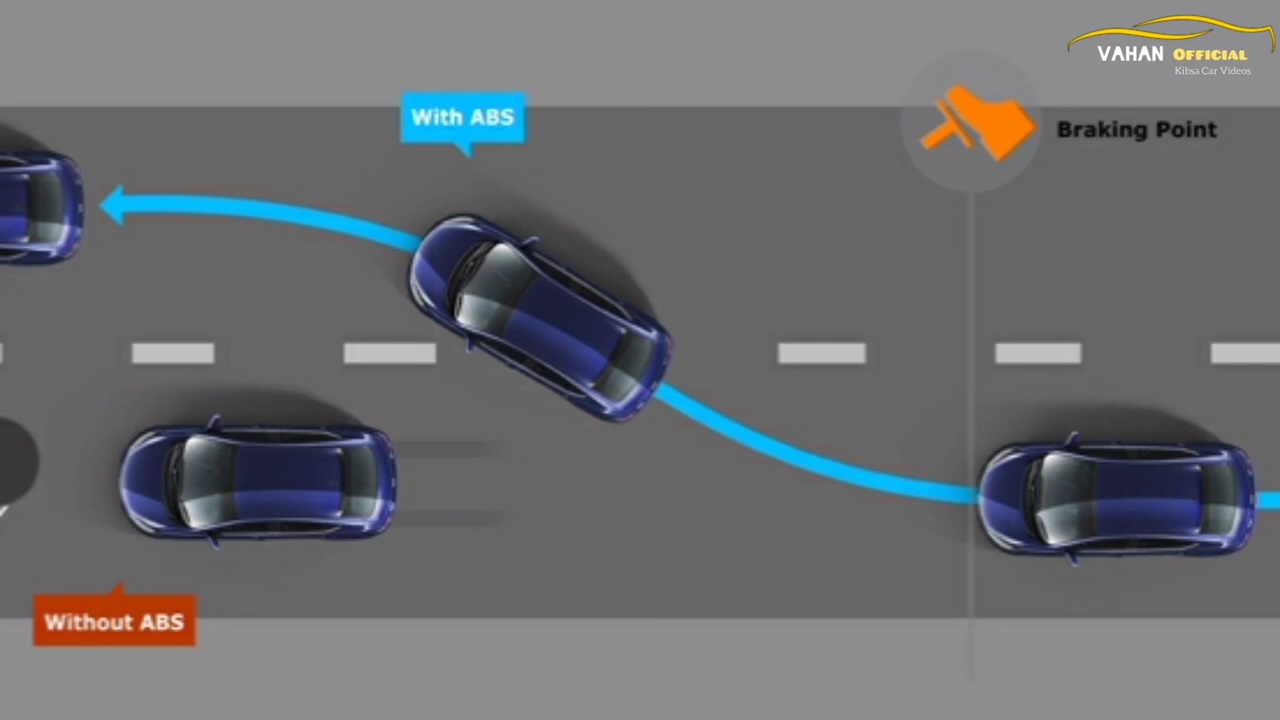 VAHAN OFFICIAL
Kibsa Car Videos
With ABS
Braking Point
Without ABS